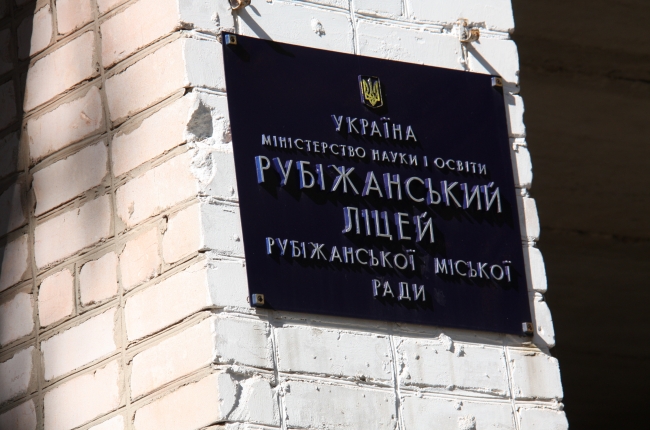 УКРАЇНА
МІНІСТЕРСТВО НАУКИ І ОСВІТИ
РУБІЖАНСЬКИЙ
ЛІЦЕЙ
РУБІЖАНСЬКОЇ МІСЬКОЇ
РАДИ